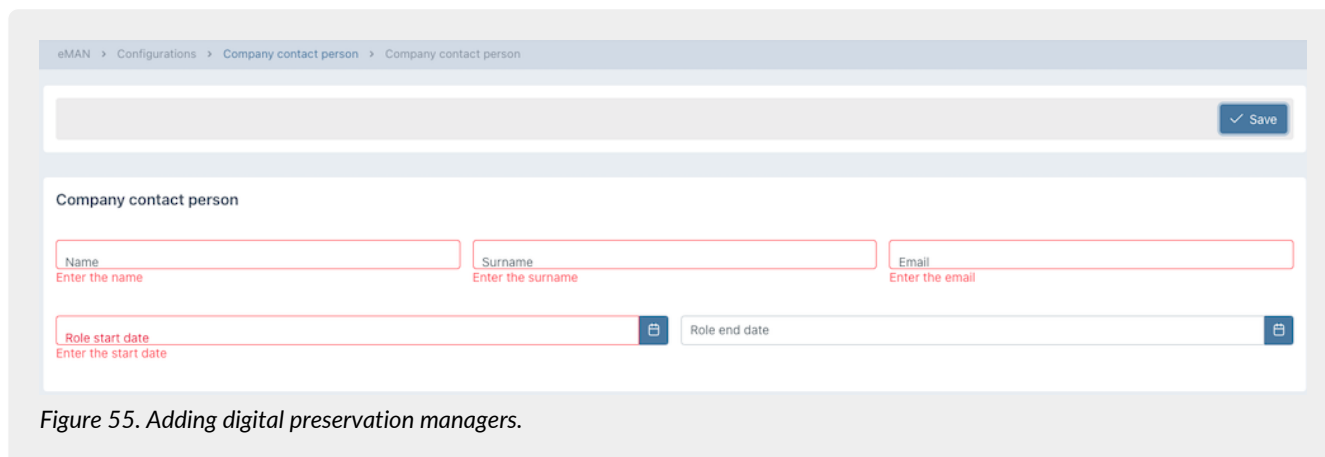 eMAN > Configurations > Company contact person > Company contact person
Save
Company contact person
Name Surname Email
Enter the name Enter the surname Enter the email
Role start date Role end date
Enter the start date
Figure 55. Adding digital preservation managers.